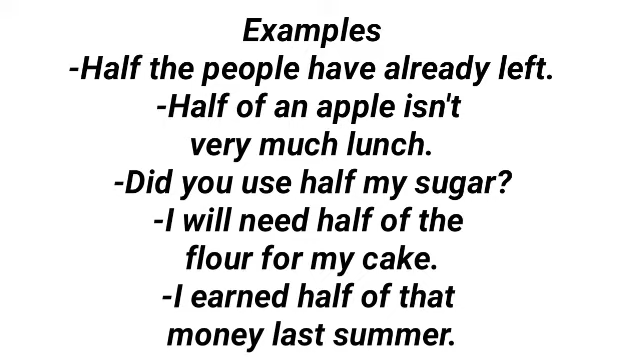 Examples
-Half the people have already left.
-Half of an apple isn't
very much lunch.
-Did you use half my sugar?
-I will need half of the
flour for my cake.
-I earned half of that
money last summer.